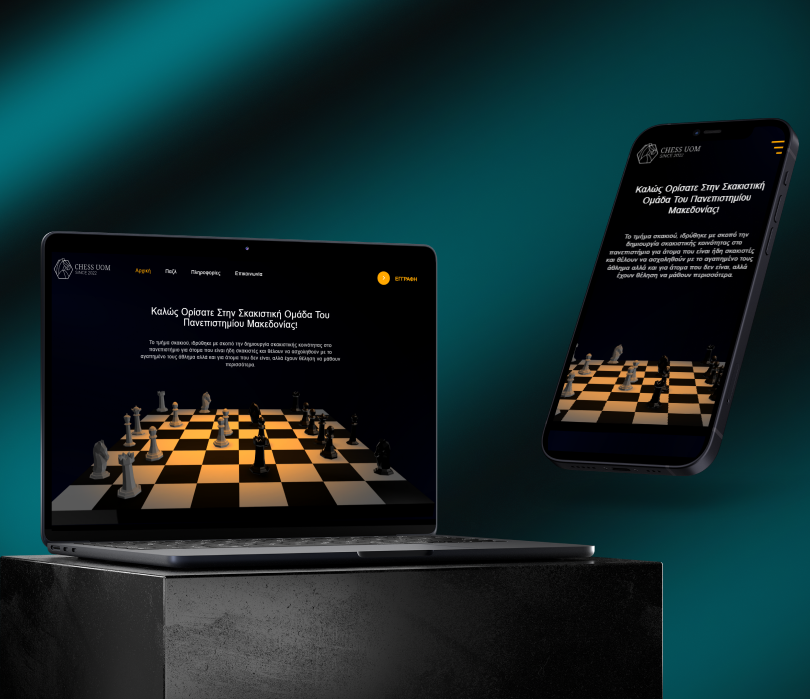 CHESS UOM
SINCE 2022
Αρχική Παζλ Πληροφορίες Επικοινωνία
ΕΓΓΡΑΦΗ
Καλώς Ορίσατε Στην Σκακιστική Ομάδα Του
Πανεπιστημίου Μακεδονίας!
Το τμήμα σκακιού, ιδρύθηκε με σκοπό την δημιουργία σκακιστικής κοινότητας στο
πανεπιστήμιο για άτομα που είναι ήδη σκακιστές και θέλουν να ασχοληθούν με το
αγαπημένο τους άθλημα αλλά και για άτομα που δεν είναι, αλλά έχουν θέληση να μάθουν
περισσότερα.
CHESS UOM
SINCE 2022
Καλώς Ορίσατε Στην Σκακιστική
Ομάδα Του Πανεπιστημίου
Μακεδονίας!
Το τμήμα σκακιού, ιδρύθηκε με σκοπό την
δημιουργία σκακιστικής κοινότητας στο
πανεπιστήμιο για άτομα που είναι ήδη σκακιστές
και θέλουν να ασχοληθούν με το αγαπημένο τους
άθλημα αλλά και για άτομα που δεν είναι, αλλά
έχουν θέληση να μάθουν περισσότερα.